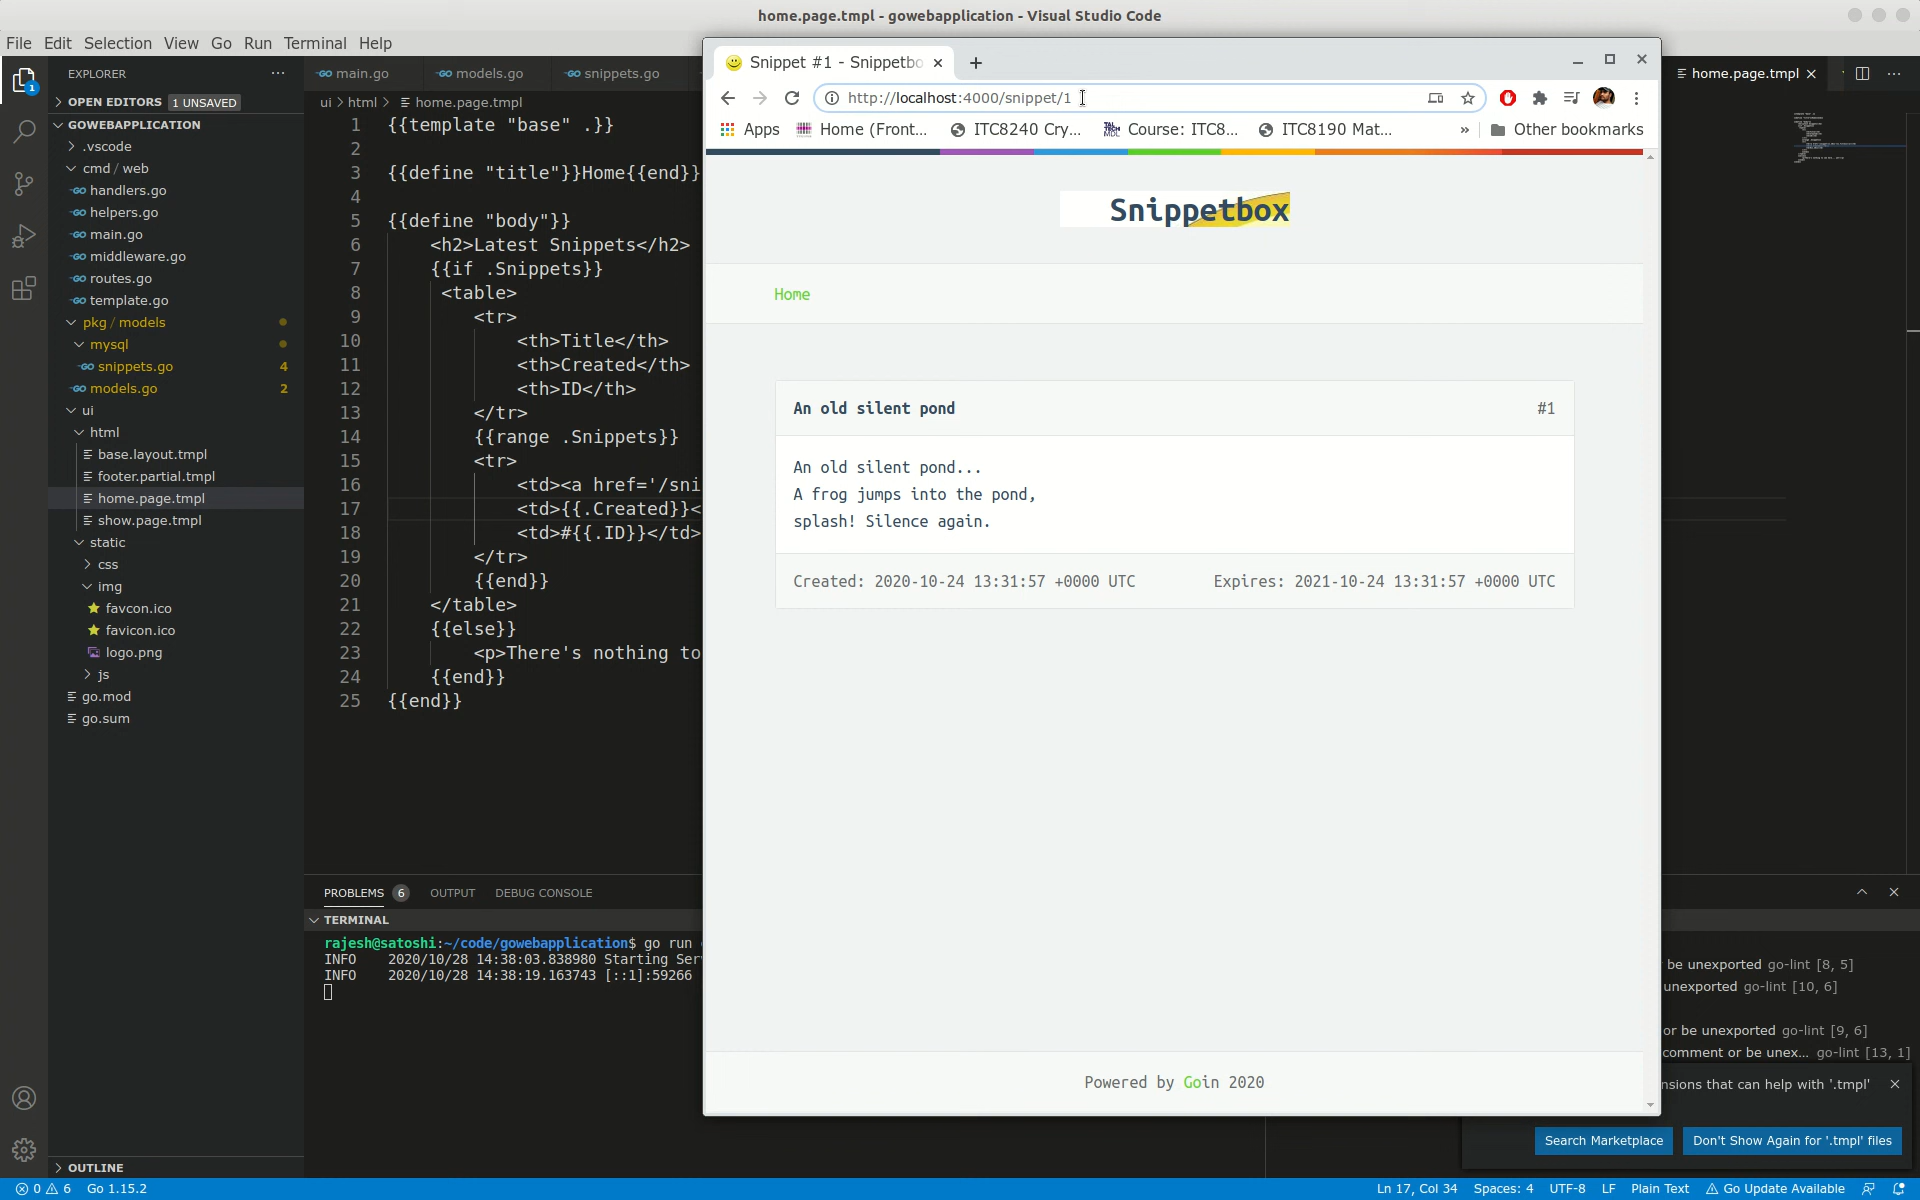 home.page.tmpl - gowebapplication - Visual Studio Code
File Edit Selection View Go Run Terminal Help
EXPLORER
OPEN EDITORS 1 UNSAVED
GOWEBAPPLICATION
.vscode
cmd / web
handlers.go
helpers.go
main.go
middleware.go
routes.go
template.go
pkg / models
mysql
snippets.go 4
models.go 2
ui
html
base.layout.tmpl
footer.partial.tmpl
home.page.tmpl
show.page.tmpl
static
css
img
favcon.ico
favicon.ico
logo.png
js
go.mod
go.sum
OUTLINE
main.go models.go snippets.go home.page.tmpl
ui > html > home.page.tmpl
1 {{template "base" .}}
2
3 {{define "title"}}Home{{end}}
4
5 {{define "body"}}
6 <h2>Latest Snippets</h2>
7 {{if .Snippets}}
8 <table>
9 <tr>
10 <th>Title</th>
11 <th>Created</th>
12 <th>ID</th>
13 </tr>
14 {{range .Snippets}}
15 <tr>
16 <td><a href='/sni
17 <td>{{.Created}}<
18 <td>#{{.ID}}</td>
19 </tr>
20 {{end}}
21 </table>
22 {{else}}
23 <p>There's nothing to
24 {{end}}
25 {{end}}
PROBLEMS 6 OUTPUT DEBUG CONSOLE
TERMINAL
rajesh@satoshi:~/code/gowebapplication$ go run
INFO 2020/10/28 14:38:03.838980 Starting Ser
INFO 2020/10/28 14:38:19.163743 [::1]:59266
Snippet #1 - Snippetbo
http://localhost:4000/snippet/1
Apps Home (Front... ITC8240 Cry... Course: ITC8... ITC8190 Mat... » Other bookmarks
Snippetbox
Home
An old silent pond #1
An old silent pond...
A frog jumps into the pond,
splash! Silence again.
Created: 2020-10-24 13:31:57 +0000 UTC Expires: 2021-10-24 13:31:57 +0000 UTC
Powered by Goin 2020
be unexported go-lint [8, 5]
unexported go-lint [10, 6]
or be unexported go-lint [9, 6]
comment or be unex... go-lint [13, 1]
nsions that can help with '.tmpl'
Search Marketplace Don't Show Again for '.tmpl' files
0 6 Go 1.15.2 Ln 17, Col 34 Spaces: 4 UTF-8 LF Plain Text Go Update Available